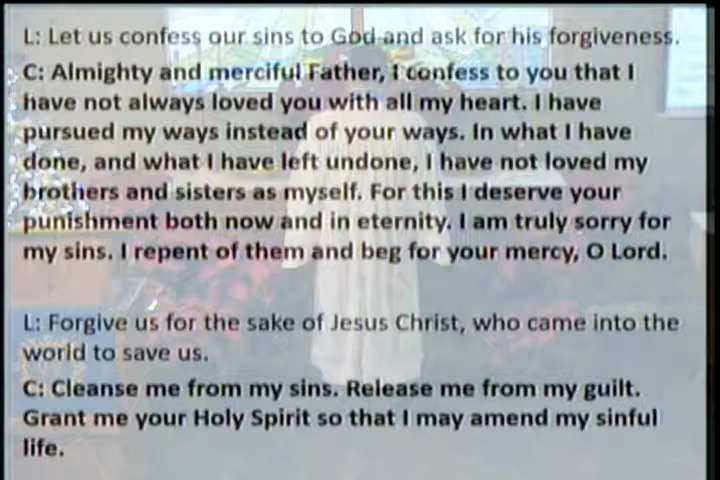 L: Let us confess our sins to God and ask for his forgiveness.
C: Almighty and merciful Father, I confess to you that I
have not always loved you with all my heart. I have
pursued my ways instead of your ways. In what I have
done, and what I have left undone, I have not loved my
brothers and sisters as myself. For this I deserve your
punishment both now and in eternity. I am truly sorry for
my sins. I repent of them and beg for your mercy, O Lord.
L: Forgive us for the sake of Jesus Christ, who came into the
world to save us.
C: Cleanse me from my sins. Release me from my guilt.
Grant me your Holy Spirit so that I may amend my sinful
life.